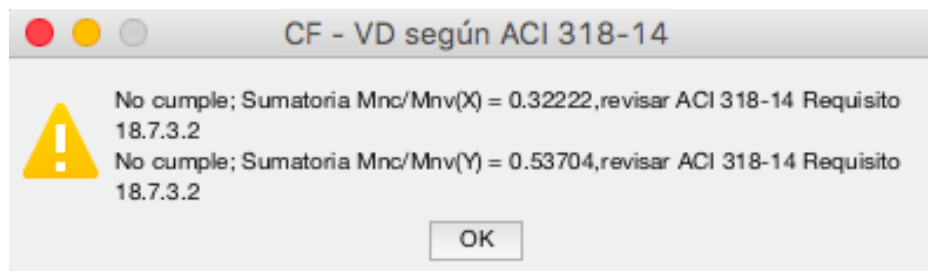 CF - VD según ACI 318-14
No cumple; Sumatoria Mnc/Mnv(X) = 0.32222,revisar ACI 318-14 Requisito
18.7.3.2
No cumple; Sumatoria Mnc/Mnv(Y) = 0.53704,revisar ACI 318-14 Requisito
18.7.3.2
OK